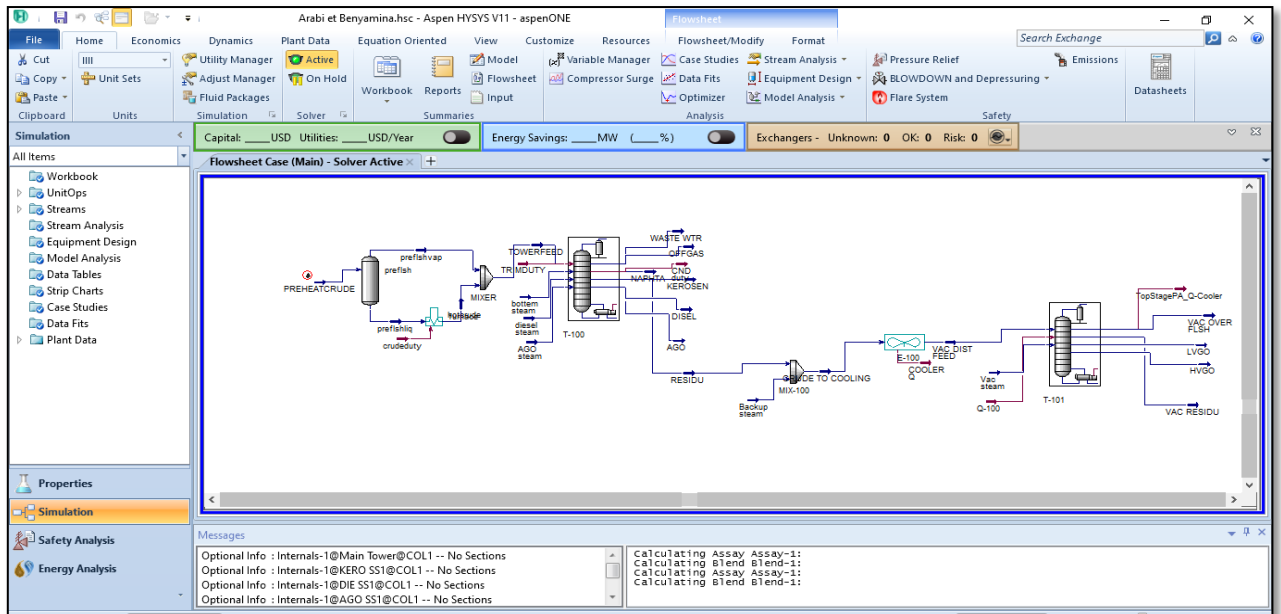 Arabi et Benyamina.hsc - Aspen HYSYS V11 - aspenONE
Flowsheet
File Home Economics Dynamics Plant Data Equation Oriented View Customize Resources Flowsheet/Modify Format Search Exchange
Cut Utility Manager Active Model Variable Manager Case Studies Stream Analysis Pressure Relief Emissions
Copy Unit Sets Adjust Manager On Hold Flowsheet Compressor Surge Data Fits Equipment Design BLOWDOWN and Depressuring
Workbook Reports Datasheets
Paste Fluid Packages Input Optimizer Model Analysis Flare System
Clipboard Units Simulation Solver Summaries Analysis Safety
Simulation
Capital: ____USD Utilities: ____USD/Year Energy Savings: ____MW (____%) Exchangers - Unknown: 0 OK: 0 Risk: 0
All Items
Flowsheet Case (Main) - Solver Active
Workbook
UnitOps
Streams
Stream Analysis
Equipment Design
Model Analysis
Data Tables
Strip Charts
Case Studies
Data Fits
Plant Data
PREHEATCRUDE
preflshvap
preflsh
preflshliq
crudeduty
MIXER
TOWERFEED
TRIMDUTY
bottem
steam
diesel
steam
AGO
steam
T-100
WASTE WTR
OFFGAS
CND
duty
NAPHTA
KEROSEN
DISEL
AGO
RESIDU
Backup
steam
MIX-100
CRUDE TO COOLING
E-100
COOLER
Q
VAC DIST
FEED
Vac
steam
Q-100
T-101
TopStagePA_Q-Cooler
VAC OVER
FLSH
LVGO
HVGO
VAC RESIDU
Properties
Simulation
Safety Analysis
Energy Analysis
Messages
Optional Info : Internals-1@Main Tower@COL1 -- No Sections
Optional Info : Internals-1@KERO SS1@COL1 -- No Sections
Optional Info : Internals-1@DIE SS1@COL1 -- No Sections
Optional Info : Internals-1@AGO SS1@COL1 -- No Sections
Calculating Assay Assay-1:
Calculating Blend Blend-1:
Calculating Assay Assay-1:
Calculating Blend Blend-1: